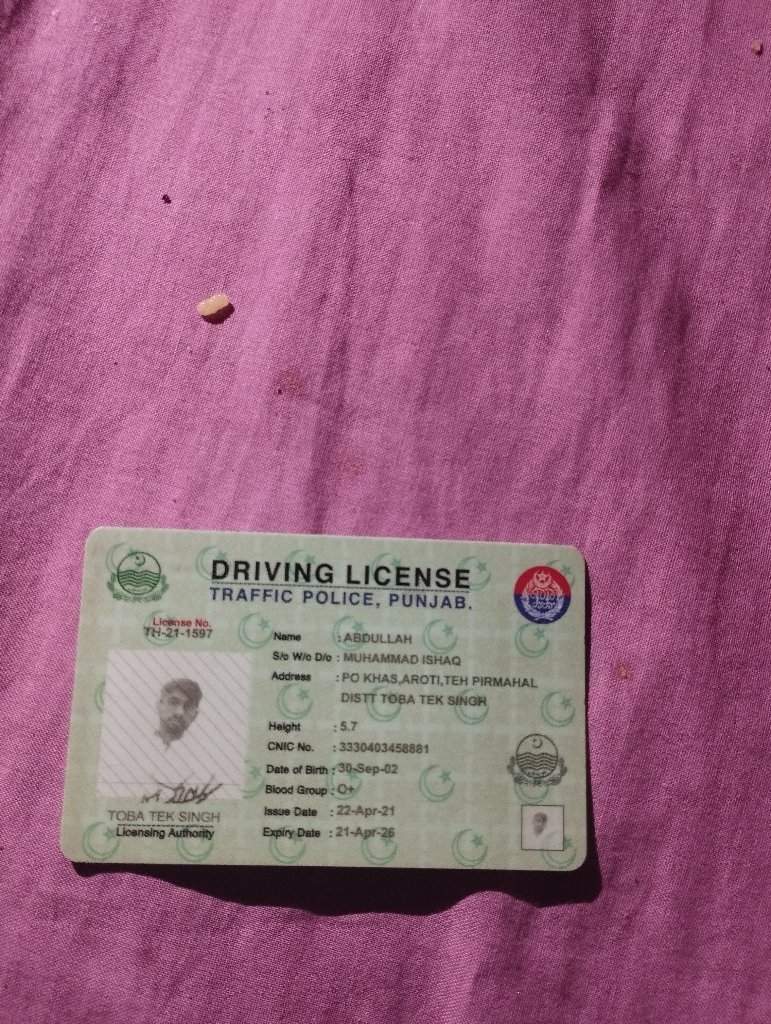 DRIVING LICENSE
TRAFFIC POLICE, PUNJAB.
License No.
TH-21-1597
Name : ABDULLAH
S/o W/o D/o : MUHAMMAD ISHAQ
Address : PO KHAS,AROTI,TEH PIRMAHAL
DISTT TOBA TEK SINGH
Height : 5.7
CNIC No. : 3330403458881
Date of Birth : 30-Sep-02
Blood Group : O+
Issue Date : 22-Apr-21
Expiry Date : 21-Apr-26
TOBA TEK SINGH
Licensing Authority